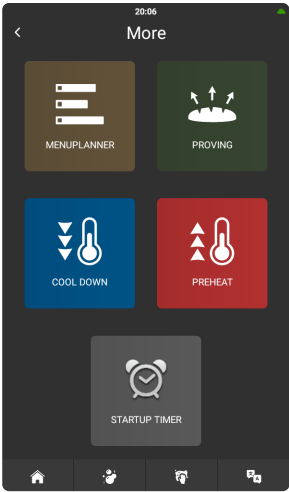 20:06
More
MENUPLANNER
PROVING
COOL DOWN
PREHEAT
STARTUP TIMER